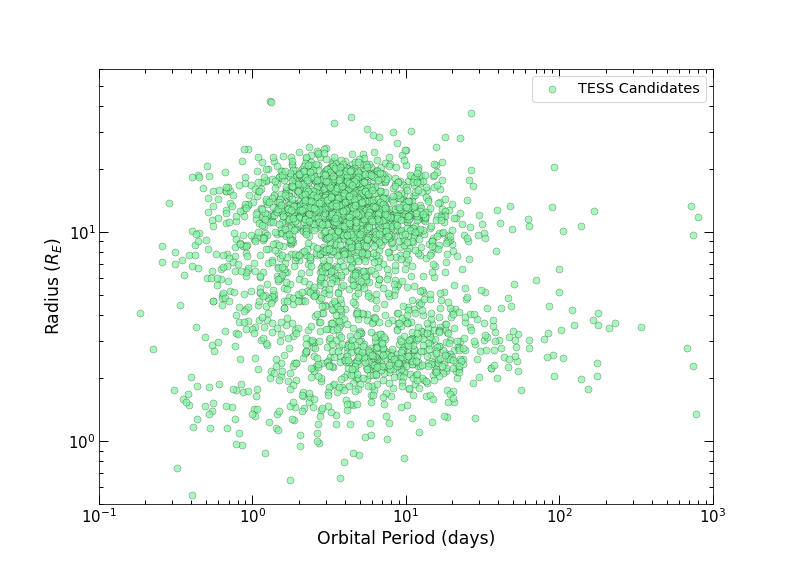 TESS Candidates
Radius (R_E)
10¹
10⁰
10⁻¹ 10⁰ 10¹ 10² 10³
Orbital Period (days)